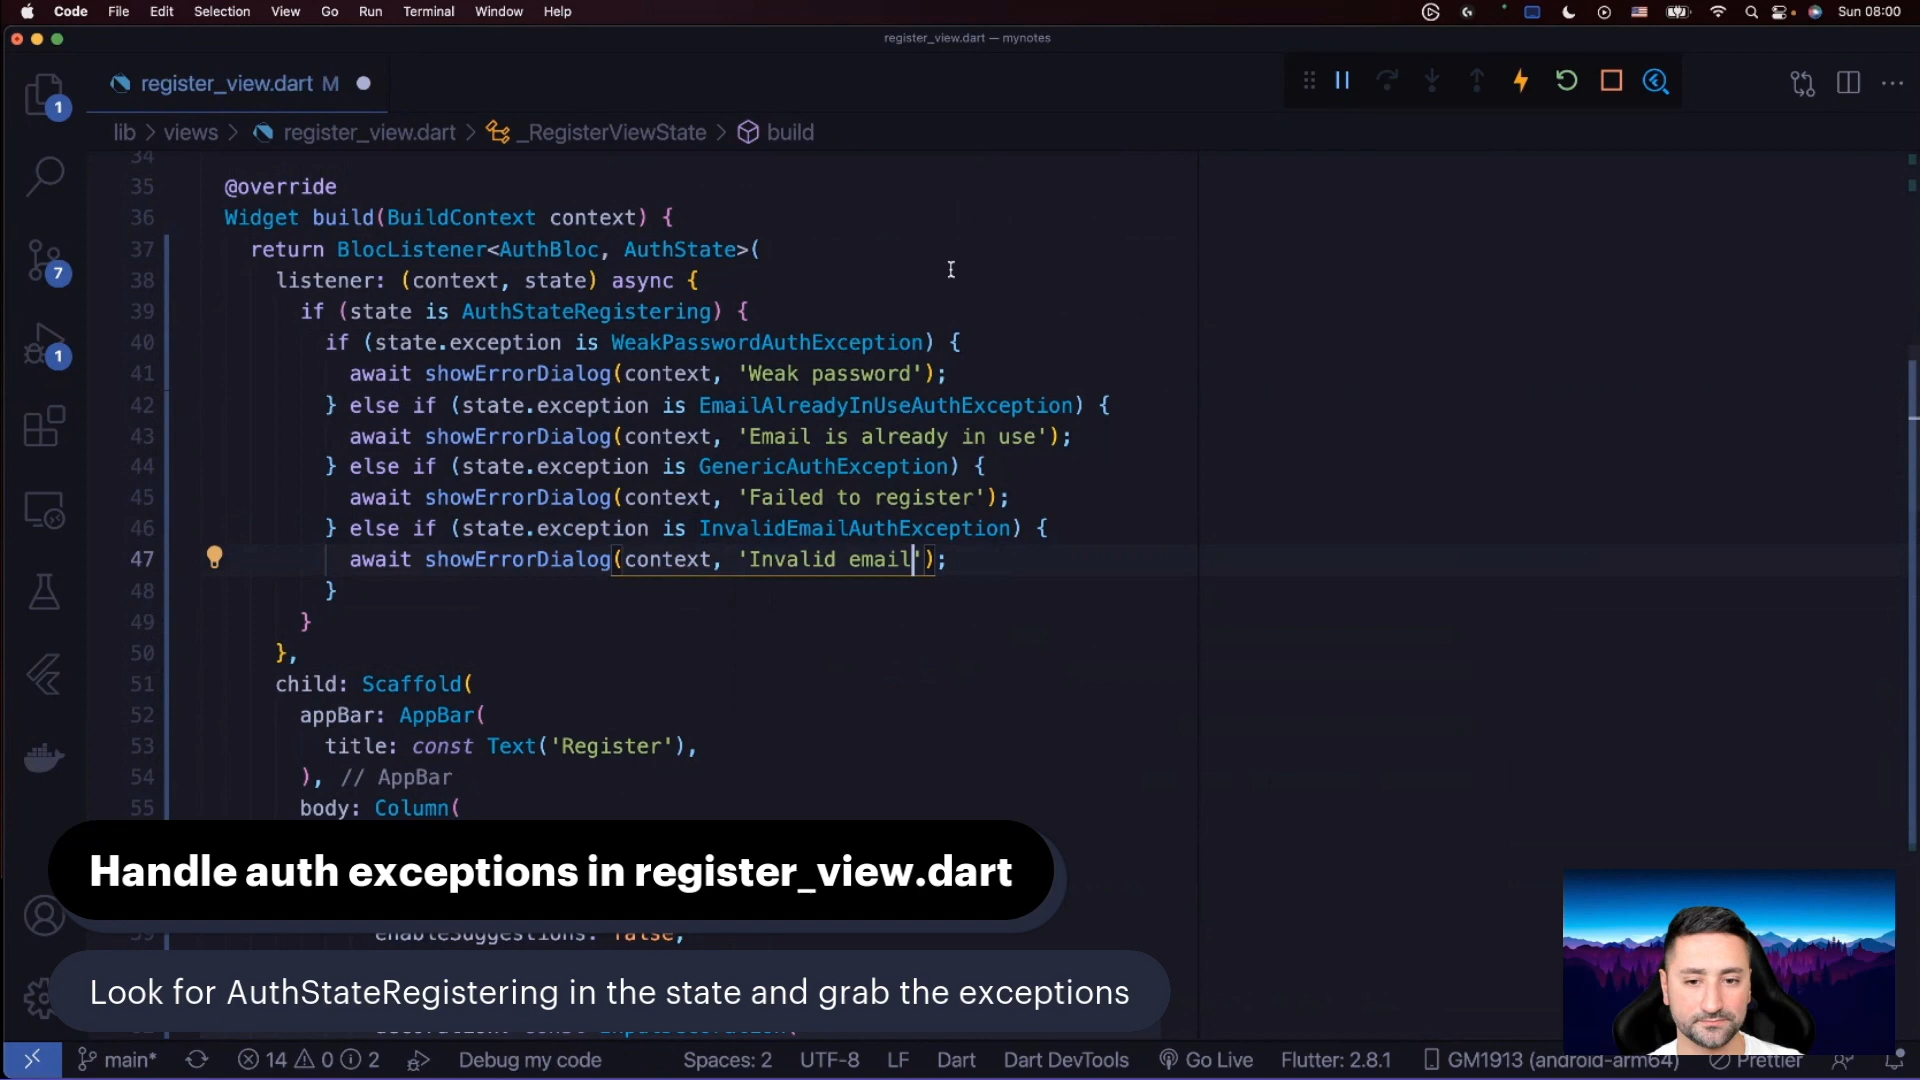 Code File Edit Selection View Go Run Terminal Window Help Sun 08:00
register_view.dart — mynotes
register_view.dart M
lib > views > register_view.dart > _RegisterViewState > build
34
35 @override
36 Widget build(BuildContext context) {
37 return BlocListener<AuthBloc, AuthState>(
38 listener: (context, state) async {
39 if (state is AuthStateRegistering) {
40 if (state.exception is WeakPasswordAuthException) {
41 await showErrorDialog(context, 'Weak password');
42 } else if (state.exception is EmailAlreadyInUseAuthException) {
43 await showErrorDialog(context, 'Email is already in use');
44 } else if (state.exception is GenericAuthException) {
45 await showErrorDialog(context, 'Failed to register');
46 } else if (state.exception is InvalidEmailAuthException) {
47 await showErrorDialog(context, 'Invalid email');
48 }
49 }
50 },
51 child: Scaffold(
52 appBar: AppBar(
53 title: const Text('Register'),
54 ), // AppBar
55 body: Column(
Handle auth exceptions in register_view.dart
enableSuggestions: false,
Look for AuthStateRegistering in the state and grab the exceptions
1
7
1
main* 14 0 2 Debug my code Spaces: 2 UTF-8 LF Dart Dart DevTools Go Live Flutter: 2.8.1 GM1913 (android-arm64) Prettier